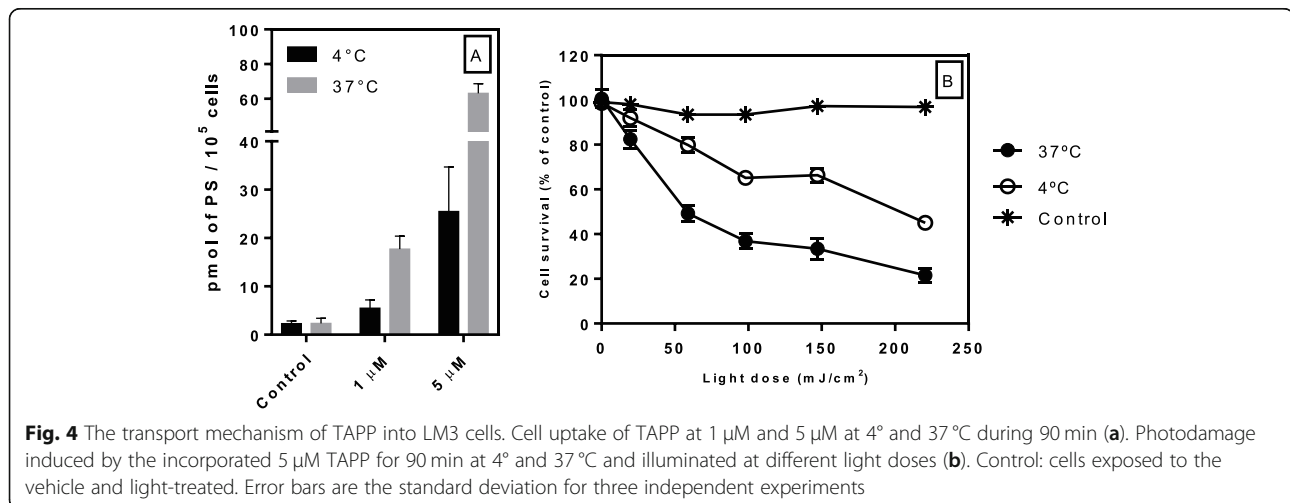 100
80
60
40
30
20
10
0
pmol of PS / 10⁵ cells
4°C
37°C
A
Control
1 µM
5 µM
120
100
80
60
40
20
0
Cell survival (% of control)
B
0 50 100 150 200 250
Light dose (mJ/cm²)
37ºC
4ºC
Control
Fig. 4 The transport mechanism of TAPP into LM3 cells. Cell uptake of TAPP at 1 µM and 5 µM at 4° and 37 °C during 90 min (a). Photodamage
induced by the incorporated 5 µM TAPP for 90 min at 4° and 37 °C and illuminated at different light doses (b). Control: cells exposed to the
vehicle and light-treated. Error bars are the standard deviation for three independent experiments